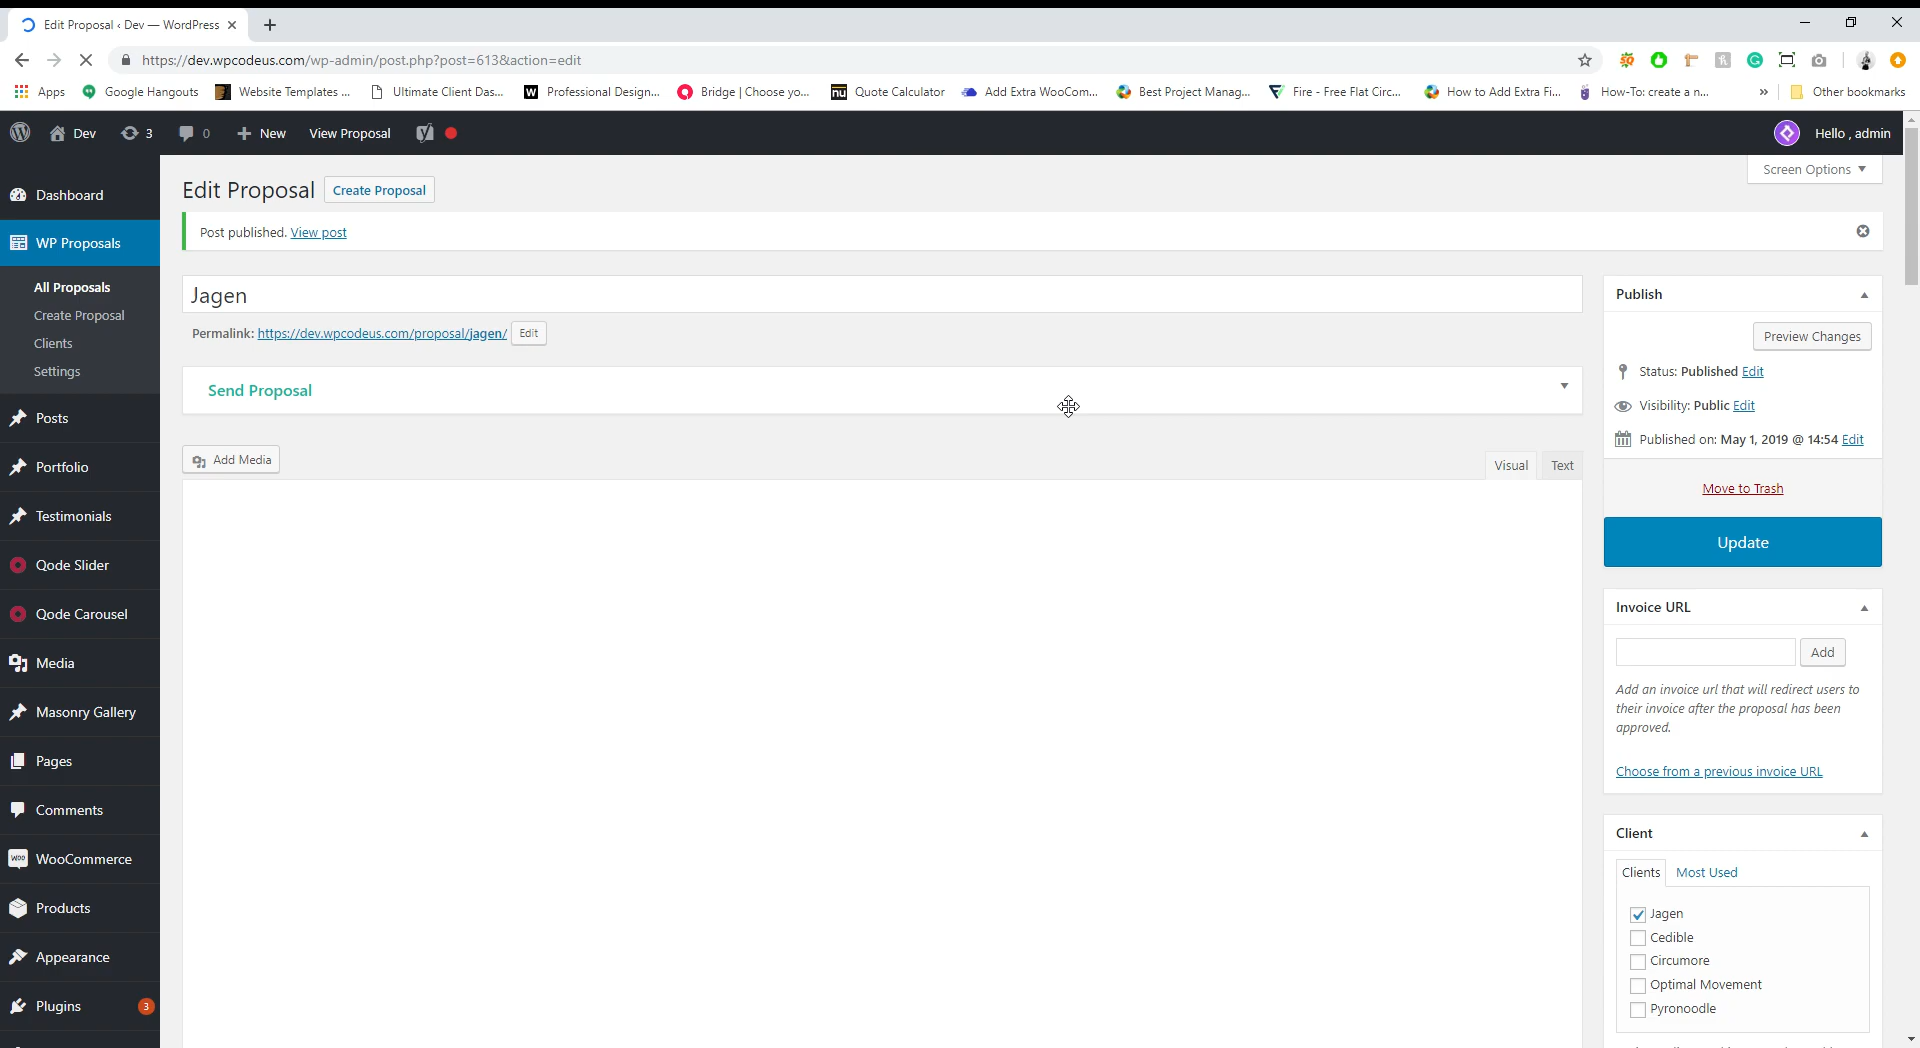 Edit Proposal ‹ Dev — WordPress
https://dev.wpcodeus.com/wp-admin/post.php?post=613&action=edit
Apps
Google Hangouts
Website Templates ...
Ultimate Client Das...
Professional Design...
Bridge | Choose yo...
Quote Calculator
Add Extra WooCom...
Best Project Manag...
Fire - Free Flat Circ...
How to Add Extra Fi...
How-To: create a n...
»
Other bookmarks
Dev
3
0
New
View Proposal
Hello , admin
Screen Options
Dashboard
WP Proposals
All Proposals
Create Proposal
Clients
Settings
Posts
Portfolio
Testimonials
Qode Slider
Qode Carousel
Media
Masonry Gallery
Pages
Comments
WooCommerce
Products
Appearance
Plugins 3
Edit Proposal
Create Proposal
Post published. View post
Jagen
Permalink: https://dev.wpcodeus.com/proposal/jagen/ Edit
Send Proposal
Add Media
Visual
Text
Publish
Preview Changes
Status: Published Edit
Visibility: Public Edit
Published on: May 1, 2019 @ 14:54 Edit
Move to Trash
Update
Invoice URL
Add
Add an invoice url that will redirect users to
their invoice after the proposal has been
approved.
Choose from a previous invoice URL
Client
Clients
Most Used
Jagen
Cedible
Circumore
Optimal Movement
Pyronoodle